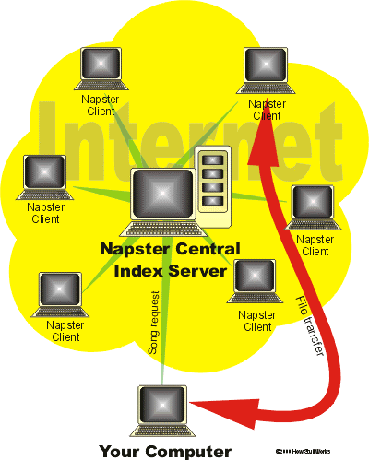 Internet
Napster
Client
Napster
Client
Napster
Client
Napster
Client
Napster Central
Index Server
Napster
Client
Napster
Client
Song request
File transfer
Your Computer